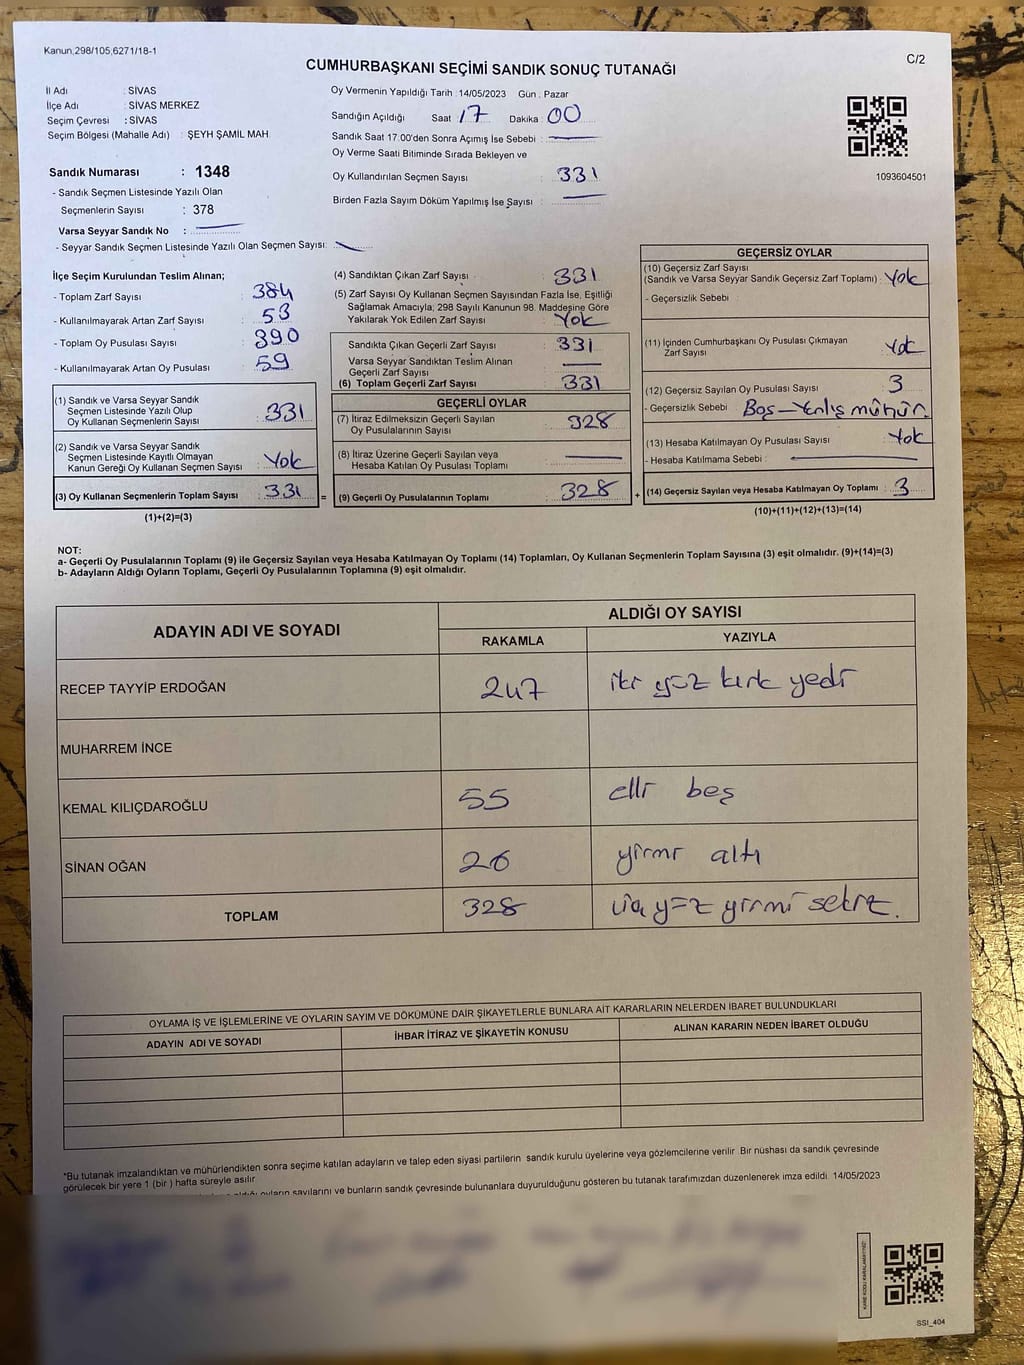 Kanun,298/105,6271/18-1
C/2
CUMHURBAŞKANI SEÇİMİ SANDIK SONUÇ TUTANAĞI
İl Adı : SİVAS
İlçe Adı : SİVAS MERKEZ
Seçim Çevresi : SİVAS
Seçim Bölgesi (Mahalle Adı) : ŞEYH ŞAMİL MAH.
Sandık Numarası : 1348
- Sandık Seçmen Listesinde Yazılı Olan
Seçmenlerin Sayısı : 378
Varsa Seyyar Sandık No :
- Seyyar Sandık Seçmen Listesinde Yazılı Olan Seçmen Sayısı:
Oy Vermenin Yapıldığı Tarih : 14/05/2023 Gün : Pazar
Sandığın Açıldığı Saat 17 Dakika : 00
Sandık Saat 17:00'den Sonra Açımış İse Sebebi :
Oy Verme Saati Bitiminde Sırada Bekleyen ve
Oy Kullandırılan Seçmen Sayısı : 331
Birden Fazla Sayım Döküm Yapılmış İse Sayısı :
1093604501
İlçe Seçim Kurulundan Teslim Alınan;
- Toplam Zarf Sayısı : 384
- Kullanılmayarak Artan Zarf Sayısı : 53
- Toplam Oy Pusulası Sayısı : 390
- Kullanılmayarak Artan Oy Pusulası : 59
(1) Sandık ve Varsa Seyyar Sandık
Seçmen Listesinde Yazılı Olup
Oy Kullanan Seçmenlerin Sayısı : 331
(2) Sandık ve Varsa Seyyar Sandık
Seçmen Listesinde Kayıtlı Olmayan
Kanun Gereği Oy Kullanan Seçmen Sayısı : Yok
(3) Oy Kullanan Seçmenlerin Toplam Sayısı : 331 =
(1)+(2)=(3)
(4) Sandıktan Çıkan Zarf Sayısı : 331
(5) Zarf Sayısı Oy Kullanan Seçmen Sayısından Fazla İse, Eşitliği
Sağlamak Amacıyla, 298 Sayılı Kanunun 98. Maddesine Göre
Yakılarak Yok Edilen Zarf Sayısı : Yok
Sandıkta Çıkan Geçerli Zarf Sayısı : 331
Varsa Seyyar Sandıktan Teslim Alınan
Geçerli Zarf Sayısı :
(6) Toplam Geçerli Zarf Sayısı : 331
GEÇERLİ OYLAR
(7) İtiraz Edilmeksizin Geçerli Sayılan
Oy Pusulalarının Sayısı : 328
(8) İtiraz Üzerine Geçerli Sayılan veya
Hesaba Katılan Oy Pusulası Toplamı :
(9) Geçerli Oy Pusulalarının Toplamı : 328 +
GEÇERSİZ OYLAR
(10) Geçersiz Zarf Sayısı
(Sandık ve Varsa Seyyar Sandık Geçersiz Zarf Toplamı) : Yok
- Geçersizlik Sebebi :
(11) İçinden Cumhurbaşkanı Oy Pusulası Çıkmayan
Zarf Sayısı : Yok
(12) Geçersiz Sayılan Oy Pusulası Sayısı : 3
- Geçersizlik Sebebi : Boş - Yanlış mühür.
(13) Hesaba Katılmayan Oy Pusulası Sayısı : Yok
- Hesaba Katılmama Sebebi :
(14) Geçersiz Sayılan veya Hesaba Katılmayan Oy Toplamı : 3
(10)+(11)+(12)+(13)=(14)
NOT:
a- Geçerli Oy Pusulalarının Toplamı (9) ile Geçersiz Sayılan veya Hesaba Katılmayan Oy Toplamı (14) Toplamları, Oy Kullanan Seçmenlerin Toplam Sayısına (3) eşit olmalıdır. (9)+(14)=(3)
b- Adayların Aldığı Oyların Toplamı, Geçerli Oy Pusulalarının Toplamına (9) eşit olmalıdır.
ADAYIN ADI VE SOYADI ALDIĞI OY SAYISI
RAKAMLA YAZIYLA
RECEP TAYYİP ERDOĞAN 247 iki yüz kırk yedi
MUHARREM İNCE
KEMAL KILIÇDAROĞLU 55 elli beş
SİNAN OĞAN 26 yirmi altı
TOPLAM 328 üç yüz yirmi sekiz.
OYLAMA İŞ VE İŞLEMLERİNE VE OYLARIN SAYIM VE DÖKÜMÜNE DAİR ŞİKAYETLERLE BUNLARA AİT KARARLARIN NELERDEN İBARET BULUNDUKLARI
ADAYIN ADI VE SOYADI İHBAR İTİRAZ VE ŞİKAYETİN KONUSU ALINAN KARARIN NEDEN İBARET OLDUĞU
*Bu tutanak imzalandıktan ve mühürlendikten sonra seçime katılan adayların ve talep eden siyasi partilerin sandık kurulu üyelerine veya gözlemcilerine verilir. Bir nüshası da sandık çevresinde
görülecek bir yere 1 (bir) hafta süreyle asılır
oyların sayılarını ve bunların sandık çevresinde bulunanlara duyurulduğunu gösteren bu tutanak tarafımızdan düzenlenerek imza edildi. 14/05/2023
KARE KODU KARALAMAYINIZ!
SSI_404